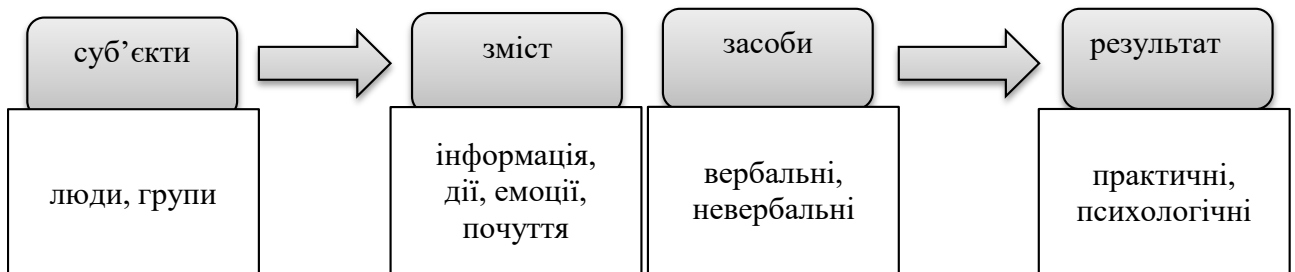 суб’єкти
люди, групи
зміст
інформація,
дії, емоції,
почуття
засоби
вербальні,
невербальні
результат
практичні,
психологічні